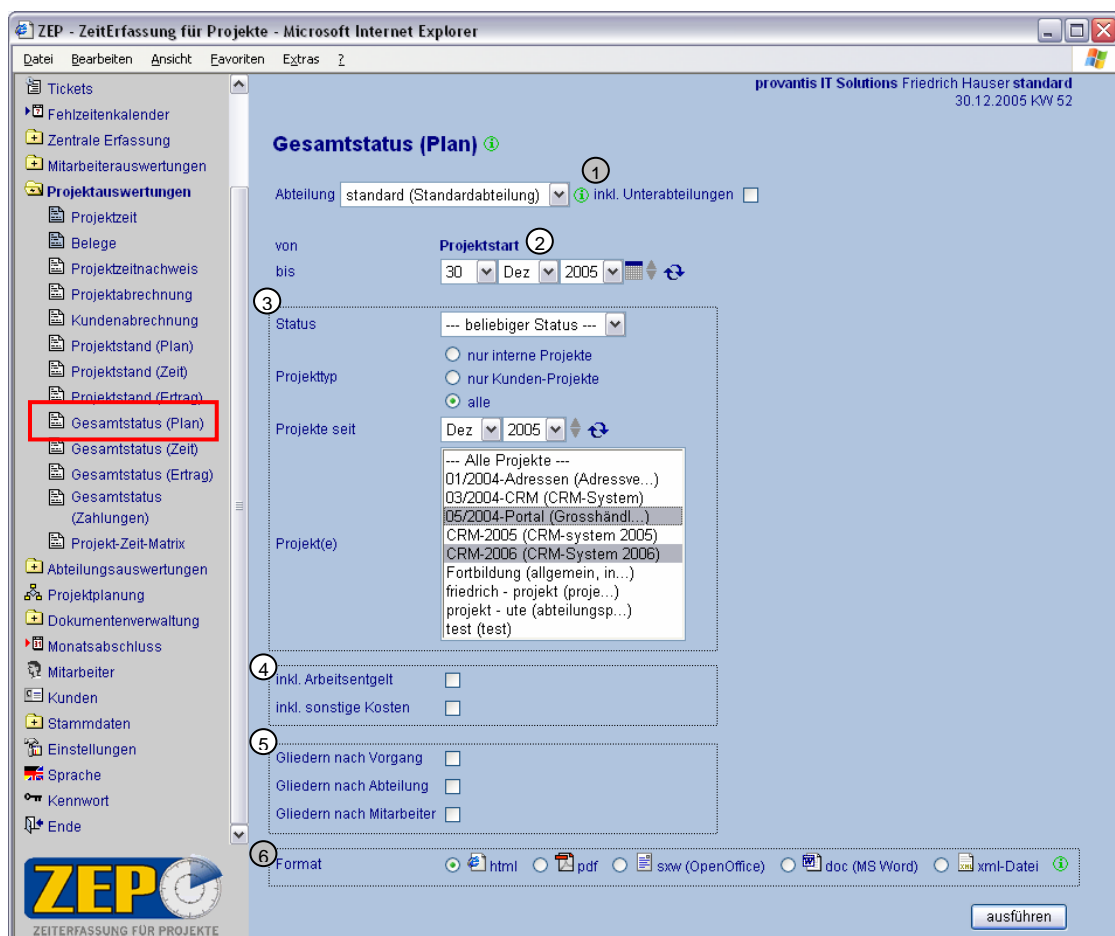 ZEP - ZeitErfassung für Projekte - Microsoft Internet Explorer
Datei Bearbeiten Ansicht Favoriten Extras ?
Tickets
Fehlzeitenkalender
Zentrale Erfassung
Mitarbeiterauswertungen
Projektauswertungen
Projektzeit
Belege
Projektzeitnachweis
Projektabrechnung
Kundenabrechnung
Projektstand (Plan)
Projektstand (Zeit)
Projektstand (Ertrag)
Gesamtstatus (Plan)
Gesamtstatus (Zeit)
Gesamtstatus (Ertrag)
Gesamtstatus
(Zahlungen)
Projekt-Zeit-Matrix
Abteilungsauswertungen
Projektplanung
Dokumentenverwaltung
Monatsabschluss
Mitarbeiter
Kunden
Stammdaten
Einstellungen
Sprache
Kennwort
Ende
ZEP
ZEITERFASSUNG FÜR PROJEKTE
provantis IT Solutions Friedrich Hauser standard
30.12.2005 KW 52
Gesamtstatus (Plan)
1
Abteilung standard (Standardabteilung) inkl. Unterabteilungen
von Projektstart 2
bis 30 Dez 2005
3
Status --- beliebiger Status ---
nur interne Projekte
Projekttyp nur Kunden-Projekte
alle
Projekte seit Dez 2005
--- Alle Projekte ---
01/2004-Adressen (Adressve...)
03/2004-CRM (CRM-System)
05/2004-Portal (Grosshändl...)
CRM-2005 (CRM-system 2005)
Projekt(e)
CRM-2006 (CRM-System 2006)
Fortbildung (allgemein, in...)
friedrich - projekt (proje...)
projekt - ute (abteilungsp...)
test (test)
4
inkl. Arbeitsentgelt
inkl. sonstige Kosten
5
Gliedern nach Vorgang
Gliedern nach Abteilung
Gliedern nach Mitarbeiter
6
Format html pdf sxw (OpenOffice) doc (MS Word) xml-Datei
ausführen